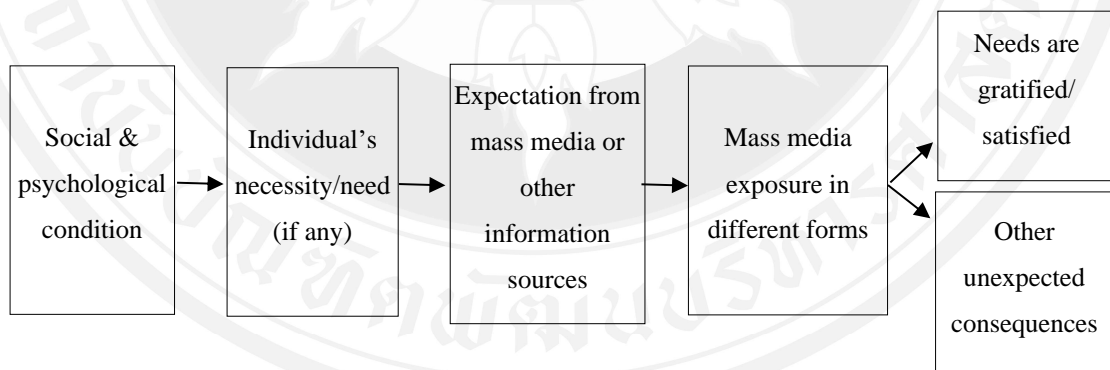 Social &
psychological
condition
Individual's
necessity/need
(if any)
Expectation from
mass media or
other
information
sources
Mass media
exposure in
different forms
Needs are
gratified/
satisfied
Other
unexpected
consequences